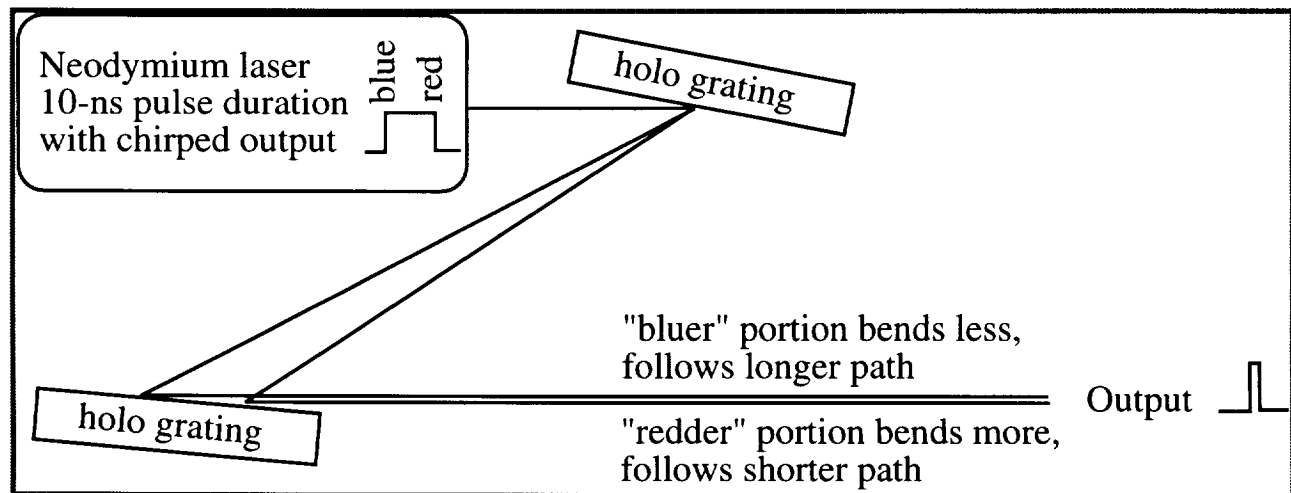 Neodymium laser
10-ns pulse duration
with chirped output
blue
red
holo grating
"bluer" portion bends less,
follows longer path
holo grating
"redder" portion bends more,
follows shorter path
Output